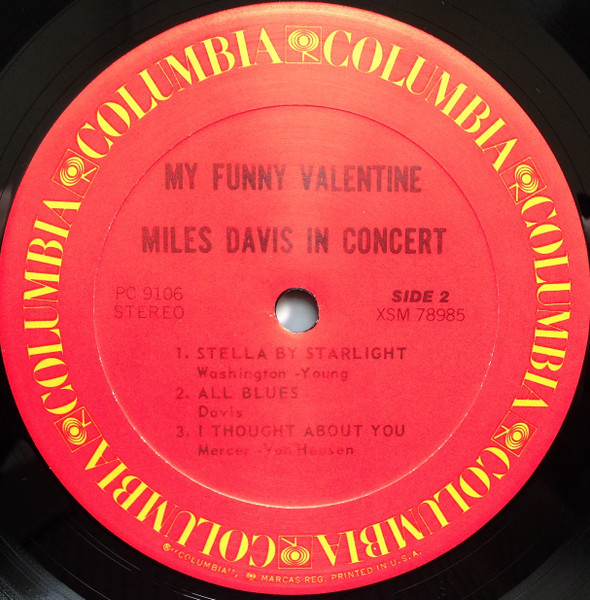 COLUMBIA COLUMBIA COLUMBIA COLUMBIA COLUMBIA COLUMBIA
MY FUNNY VALENTINE
MILES DAVIS IN CONCERT
PC 9106
STEREO
SIDE 2
XSM 78985
1. STELLA BY STARLIGHT
Washington -Young
2. ALL BLUES
Davis
3. I THOUGHT ABOUT YOU
Mercer -Van Heusen
℗"COLUMBIA", MARCAS REG. PRINTED IN U.S.A.